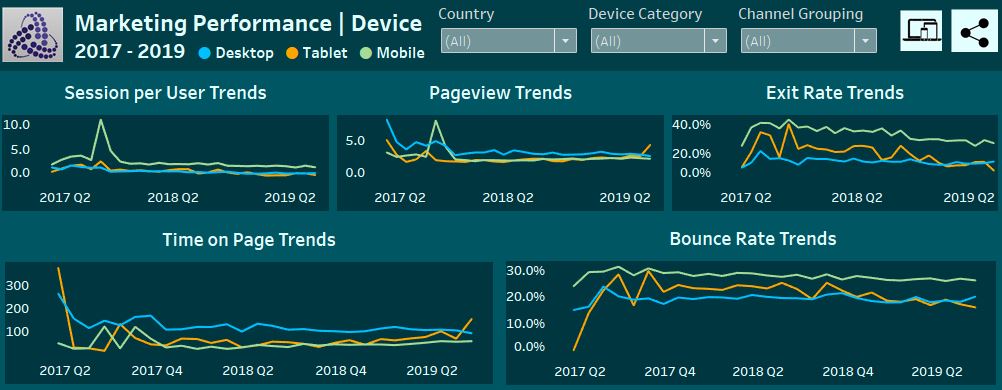 Marketing Performance | Device
2017 - 2019 Desktop Tablet Mobile
Country Device Category Channel Grouping
(All) (All) (All)
Session per User Trends
10.0
5.0
0.0
2017 Q2 2018 Q2 2019 Q2
Pageview Trends
5.0
0.0
2017 Q2 2018 Q2 2019 Q2
Exit Rate Trends
40.0%
20.0%
0.0%
2017 Q2 2018 Q2 2019 Q2
Time on Page Trends
300
200
100
2017 Q2 2017 Q4 2018 Q2 2018 Q4 2019 Q2
Bounce Rate Trends
30.0%
20.0%
10.0%
0.0%
2017 Q2 2017 Q4 2018 Q2 2018 Q4 2019 Q2